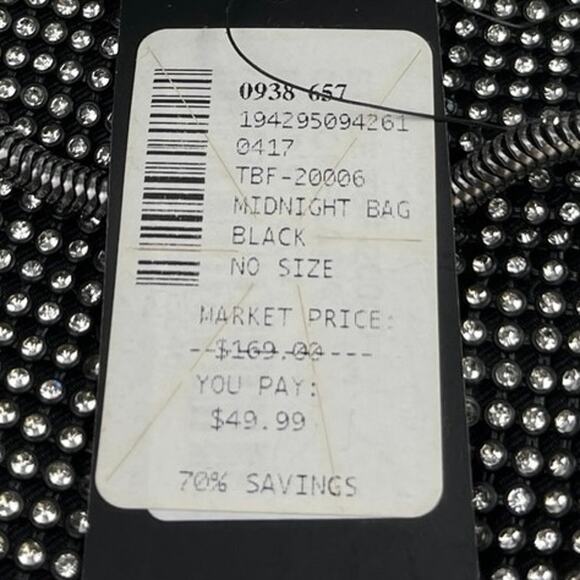 0938 657
194295094261
0417
TBF-20006
MIDNIGHT BAG
BLACK
NO SIZE
MARKET PRICE:
--$169.00---
YOU PAY:
$49.99
70% SAVINGS